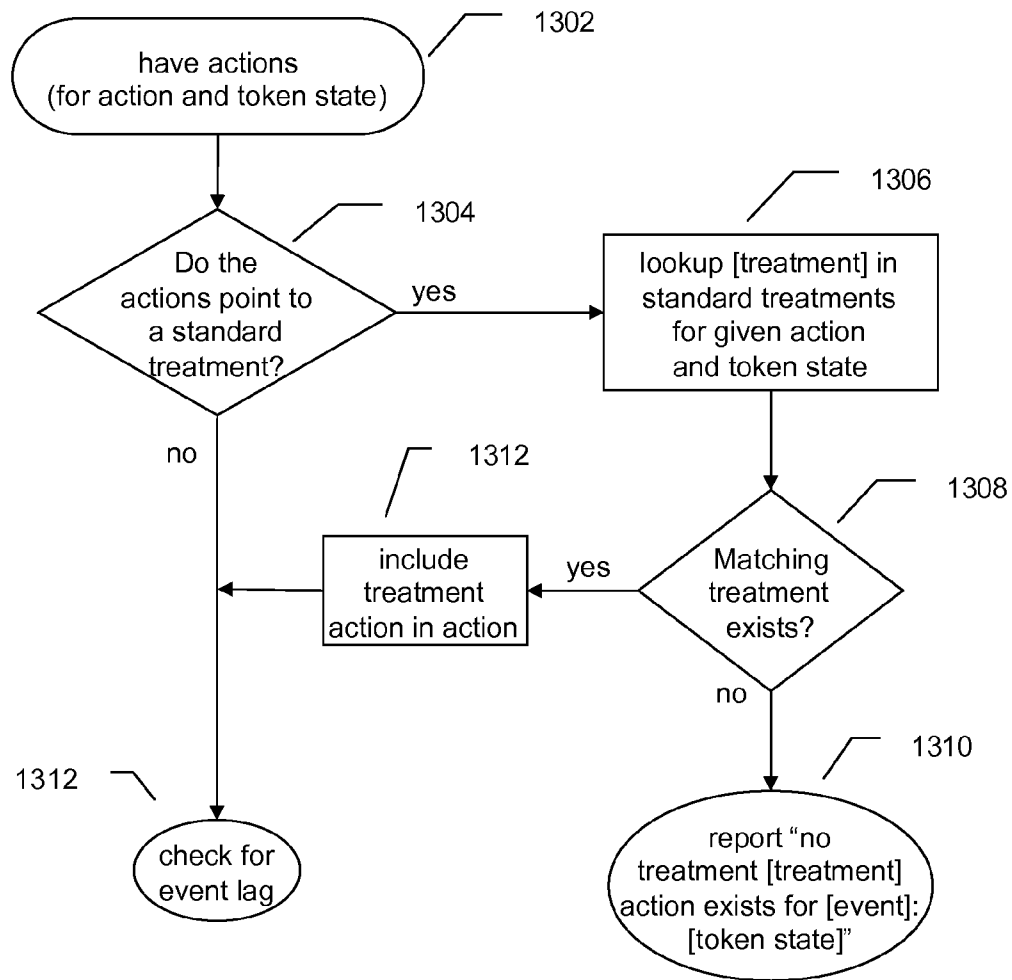 1302
have actions
(for action and token state)
1304
Do the
actions point to
a standard
treatment?
yes
1306
lookup [treatment] in
standard treatments
for given action
and token state
no
1312
include
treatment
action in action
yes
1308
Matching
treatment
exists?
no
1310
report “no
treatment [treatment]
action exists for [event]:
[token state]”
1312
check for
event lag